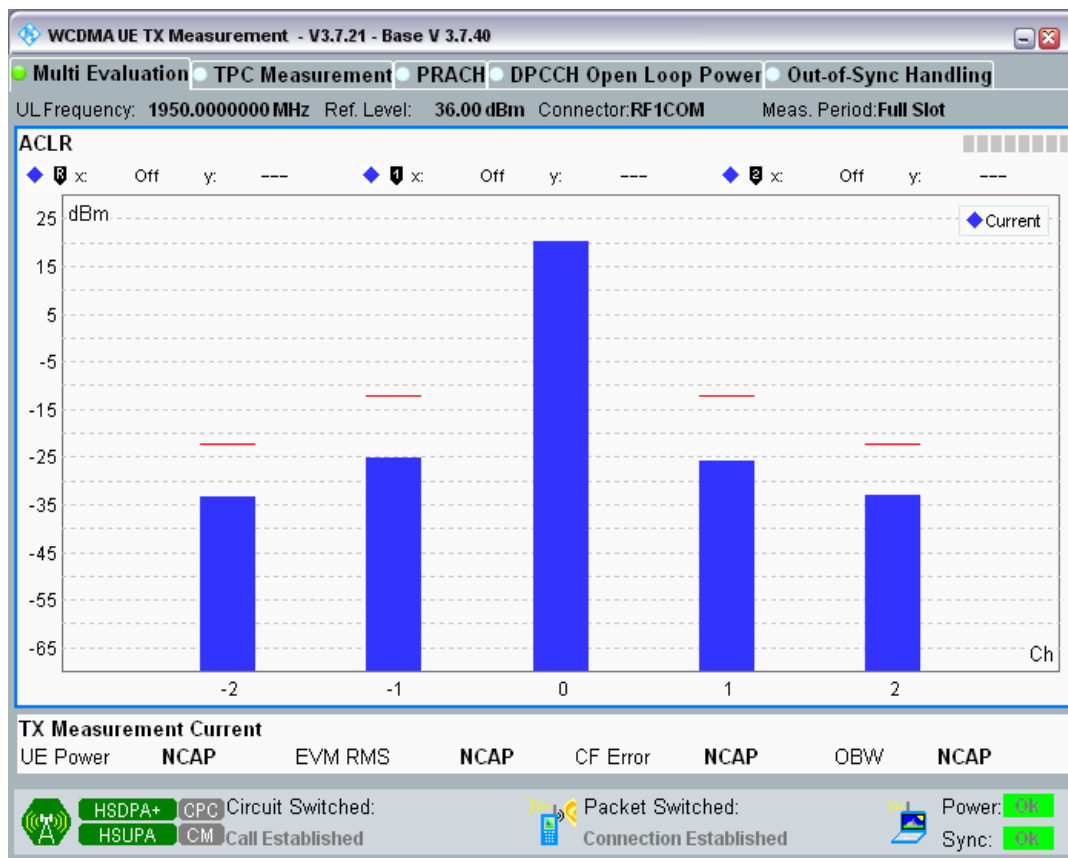 WCDMA UE TX Measurement - V3.7.21 - Base V 3.7.40
Multi Evaluation TPC Measurement PRACH DPCCH Open Loop Power Out-of-Sync Handling
UL Frequency: 1950.0000000 MHz Ref. Level: 36.00 dBm Connector:RF1COM Meas. Period:Full Slot
ACLR
R x: Off y: --- 1 x: Off y: --- 2 x: Off y: ---
dBm
Current
25
15
5
-5
-15
-25
-35
-45
-55
-65
Ch
-2 -1 0 1 2
TX Measurement Current
UE Power NCAP EVM RMS NCAP CF Error NCAP OBW NCAP
HSDPA+ CPC Circuit Switched: Packet Switched: Power: OK
HSUPA CM Call Established Connection Established Sync: OK